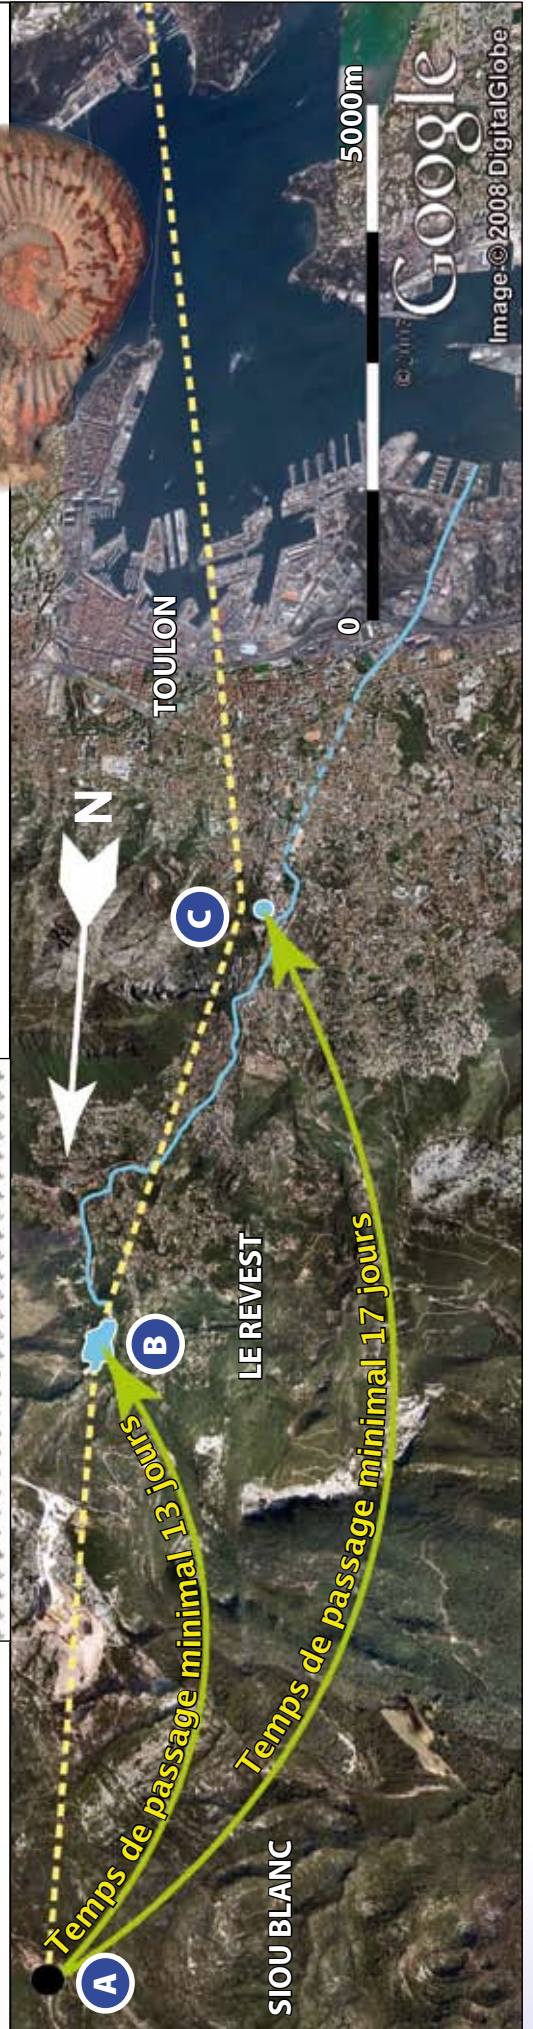 A
Temps de passage minimal 13 jours
Temps de passage minimal 17 jours
SIOU BLANC
B
LE REVEST
C
N
TOULON
0
5000m
Google
Image © 2008 DigitalGlobe